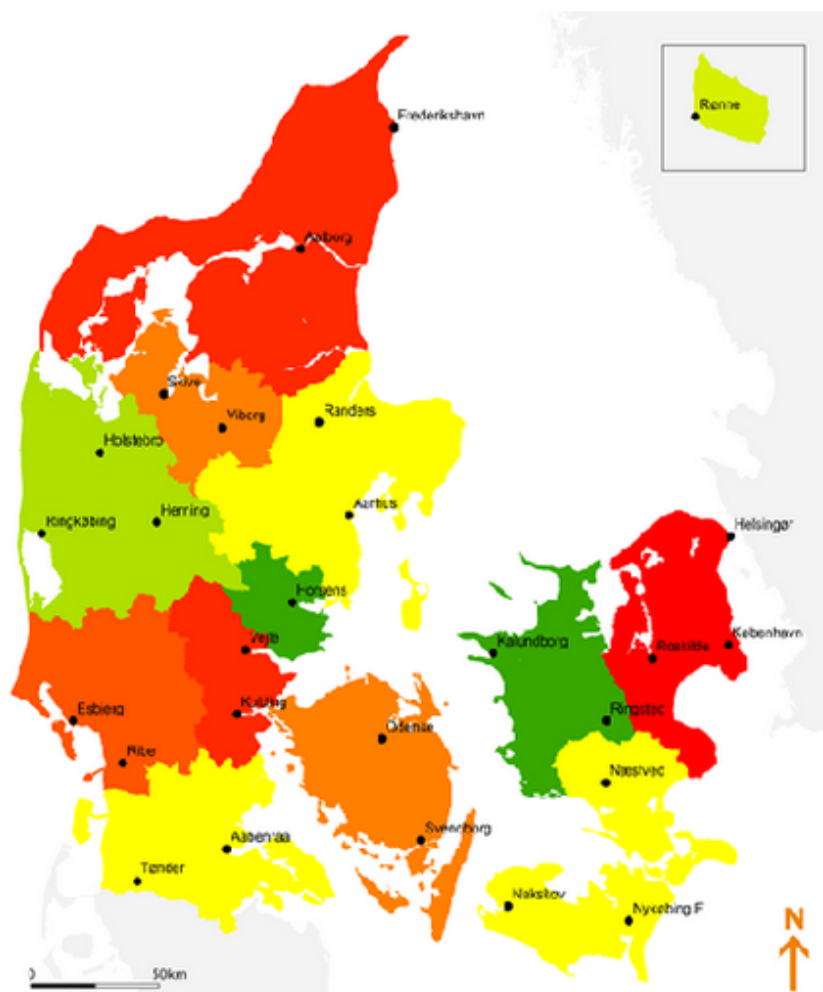 Rønne
Frederikshavn
Aalborg
Skive
Viborg
Randers
Holstebro
Aarhus
Herning
Ringkøbing
Helsingør
Horsens
København
Vejle
Kalundborg
Roskilde
Esbjerg
Kolding
Ringsted
Odense
Ribe
Næstved
Svendborg
Aabenraa
Tønder
Nakskov
Nykøbing F
N
0 50km